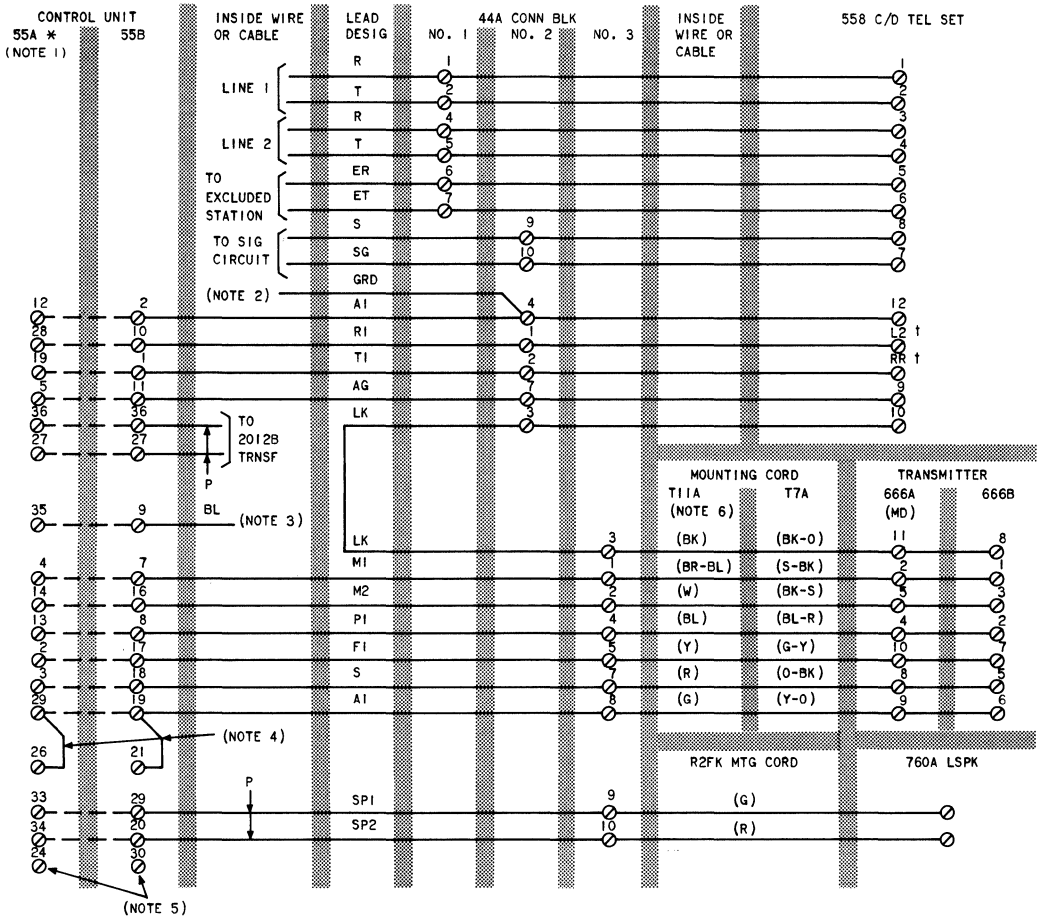 CONTROL UNIT INSIDE WIRE LEAD 44A CONN BLK INSIDE 558 C/D TEL SET
55A * 55B OR CABLE DESIG NO. 1 NO. 2 NO. 3 WIRE OR
(NOTE 1) CABLE
R 1 1
LINE 1
T 2 2
R 4 3
LINE 2
T 5 4
TO ER 6 5
EXCLUDED ET 7 6
STATION
TO SIG S 9 8
CIRCUIT SG 10 7
GRD
(NOTE 2)
12 2 A1 4 12
28 10 R1 1 L2 †
19 1 T1 2 RR †
5 11 AG 7 9
36 36 TO LK 3 10
27 27 2012B
TRNSF
P
MOUNTING CORD TRANSMITTER
T11A T7A 666A 666B
(NOTE 6) (MD)
35 9 BL (NOTE 3)
LK 3 (BK) (BK-O) 11 8
4 7 M1 1 (BR-BL) (S-BK) 2 1
14 16 M2 2 (W) (BK-S) 5 3
13 8 P1 4 (BL) (BL-R) 4 2
2 17 F1 5 (Y) (G-Y) 10 7
3 18 S 7 (R) (O-BK) 8 5
29 19 A1 8 (G) (Y-O) 9 6
(NOTE 4)
26 21
R2FK MTG CORD 760A LSPK
P
33 29 SP1 9 (G)
34 20 SP2 10 (R)
24 30
(NOTE 5)